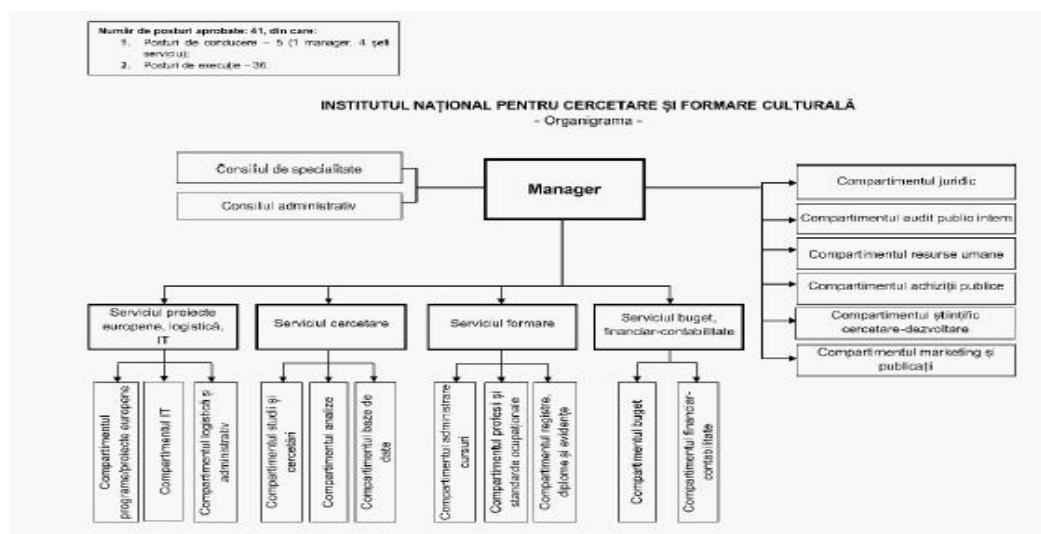 Număr de posturi aprobate: 41, din care:
1. Posturi de conducere – 5 (1 manager, 4 șefi
serviciu);
2. Posturi de execuție – 36.
INSTITUTUL NAȚIONAL PENTRU CERCETARE ȘI FORMARE CULTURALĂ
- Organigrama -
Consiliul de specialitate
Consiliul administrativ
Manager
Compartimentul juridic
Compartimentul audit public intern
Compartimentul resurse umane
Compartimentul achiziții publice
Compartimentul științific
cercetare-dezvoltare
Compartimentul marketing și
publicații
Serviciul proiecte
europene, logistică,
IT
Serviciul cercetare
Serviciul formare
Serviciul buget,
financiar-contabilitate
Compartimentul
programe/proiecte europene
Compartimentul IT
Compartimentul logistică și
administrativ
Compartimentul studii și
cercetări
Compartimentul analize
Compartimentul baze de
date
Compartimentul administrare
cursuri
Compartimentul profesii și
standarde ocupaționale
Compartimentul registre,
diplome și evidențe
Compartimentul buget
Compartimentul financiar-
contabilitate